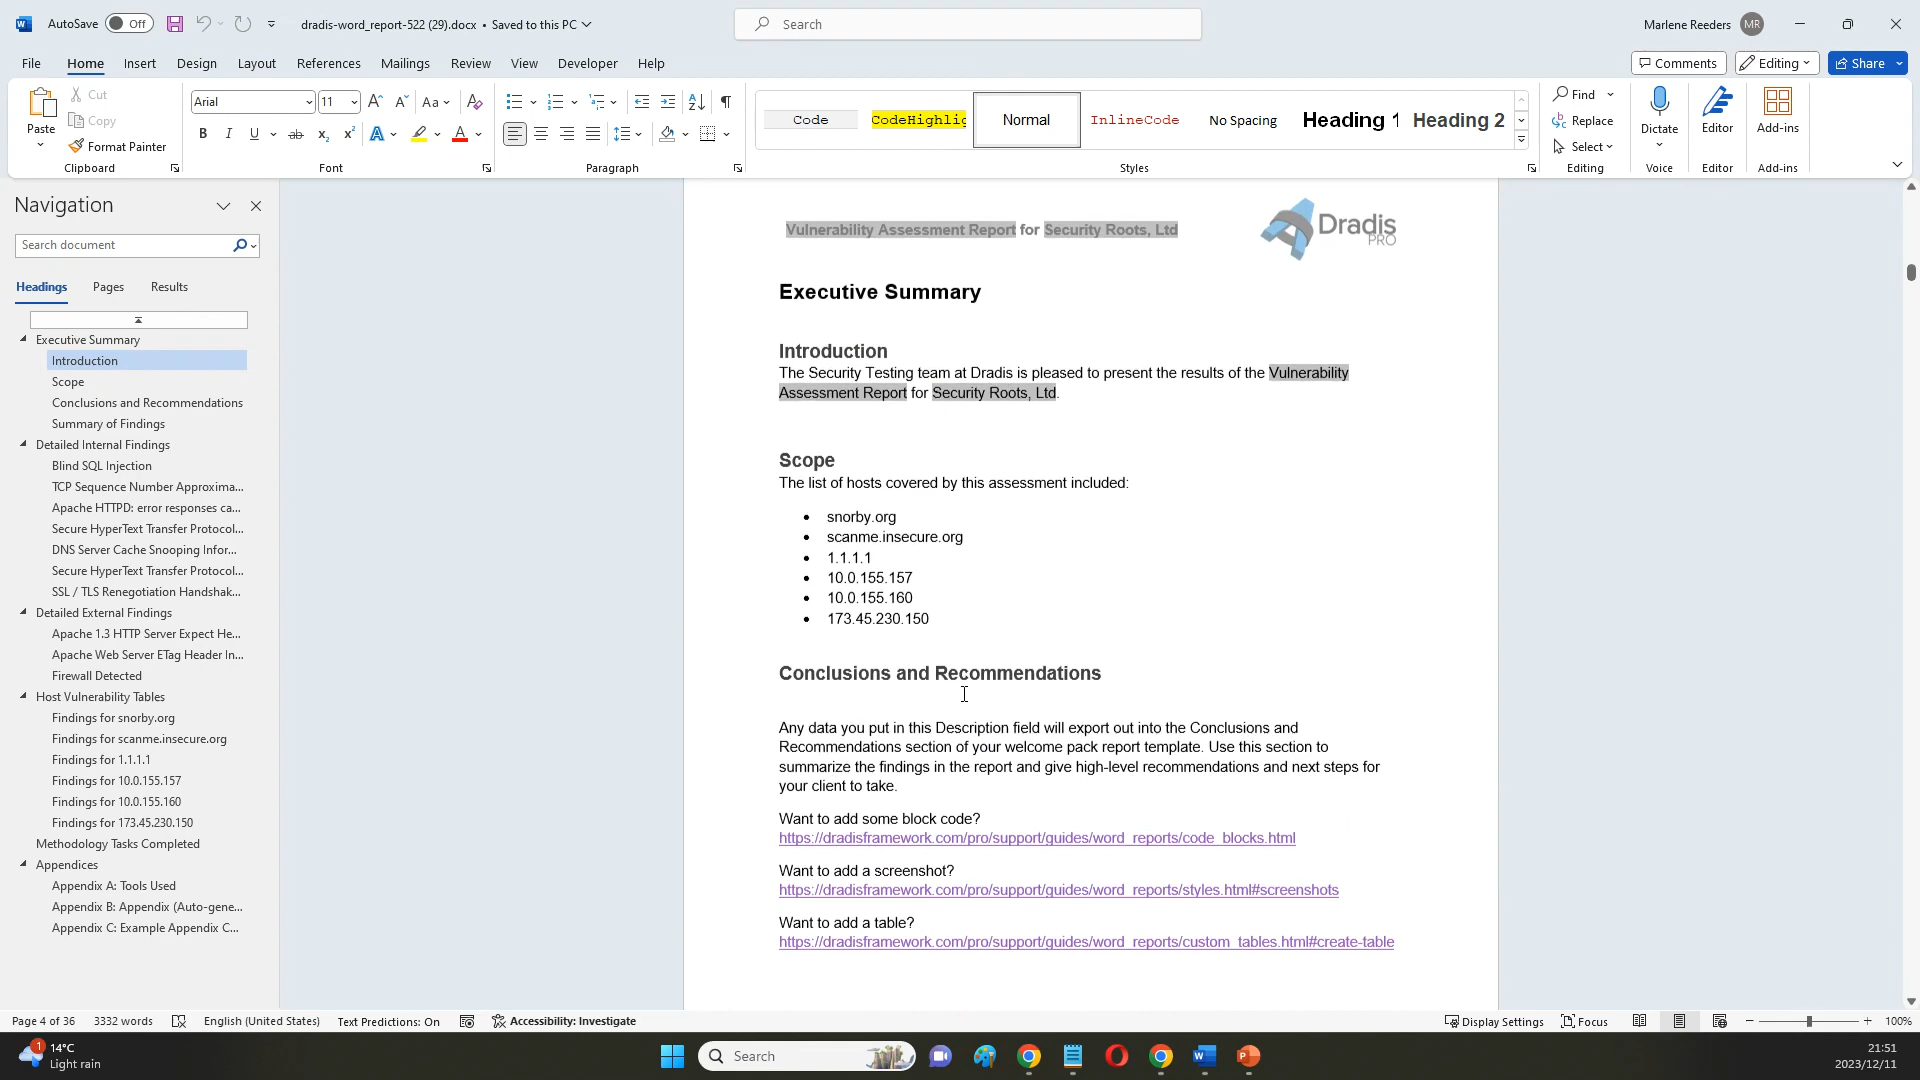 AutoSave Off dradis-word_report-522 (29).docx • Saved to this PC Search Marlene Reeders MR
File Home Insert Design Layout References Mailings Review View Developer Help Comments Editing Share
Paste Cut Copy Format Painter
Clipboard
Arial 11 Aa
B I U ab x2 x2 A A
Font
Paragraph
Code CodeHighlig Normal InlineCode No Spacing Heading 1 Heading 2
Styles
Find Replace Select
Editing
Dictate
Voice
Editor
Editor
Add-ins
Add-ins
Navigation
Search document
Headings Pages Results
Executive Summary
Introduction
Scope
Conclusions and Recommendations
Summary of Findings
Detailed Internal Findings
Blind SQL Injection
TCP Sequence Number Approxima...
Apache HTTPD: error responses ca...
Secure HyperText Transfer Protocol...
DNS Server Cache Snooping Infor...
Secure HyperText Transfer Protocol...
SSL / TLS Renegotiation Handshak...
Detailed External Findings
Apache 1.3 HTTP Server Expect He...
Apache Web Server ETag Header In...
Firewall Detected
Host Vulnerability Tables
Findings for snorby.org
Findings for scanme.insecure.org
Findings for 1.1.1.1
Findings for 10.0.155.157
Findings for 10.0.155.160
Findings for 173.45.230.150
Methodology Tasks Completed
Appendices
Appendix A: Tools Used
Appendix B: Appendix (Auto-gene...
Appendix C: Example Appendix C...
Vulnerability Assessment Report for Security Roots, Ltd
Dradis
PRO
Executive Summary
Introduction
The Security Testing team at Dradis is pleased to present the results of the Vulnerability
Assessment Report for Security Roots, Ltd.
Scope
The list of hosts covered by this assessment included:
• snorby.org
• scanme.insecure.org
• 1.1.1.1
• 10.0.155.157
• 10.0.155.160
• 173.45.230.150
Conclusions and Recommendations
Any data you put in this Description field will export out into the Conclusions and
Recommendations section of your welcome pack report template. Use this section to
summarize the findings in the report and give high-level recommendations and next steps for
your client to take.
Want to add some block code?
https://dradisframework.com/pro/support/guides/word_reports/code_blocks.html
Want to add a screenshot?
https://dradisframework.com/pro/support/guides/word_reports/styles.html#screenshots
Want to add a table?
https://dradisframework.com/pro/support/guides/word_reports/custom_tables.html#create-table
Page 4 of 36 3332 words English (United States) Text Predictions: On Accessibility: Investigate Display Settings Focus 100%
1 14°C
Light rain
Search
21:51
2023/12/11